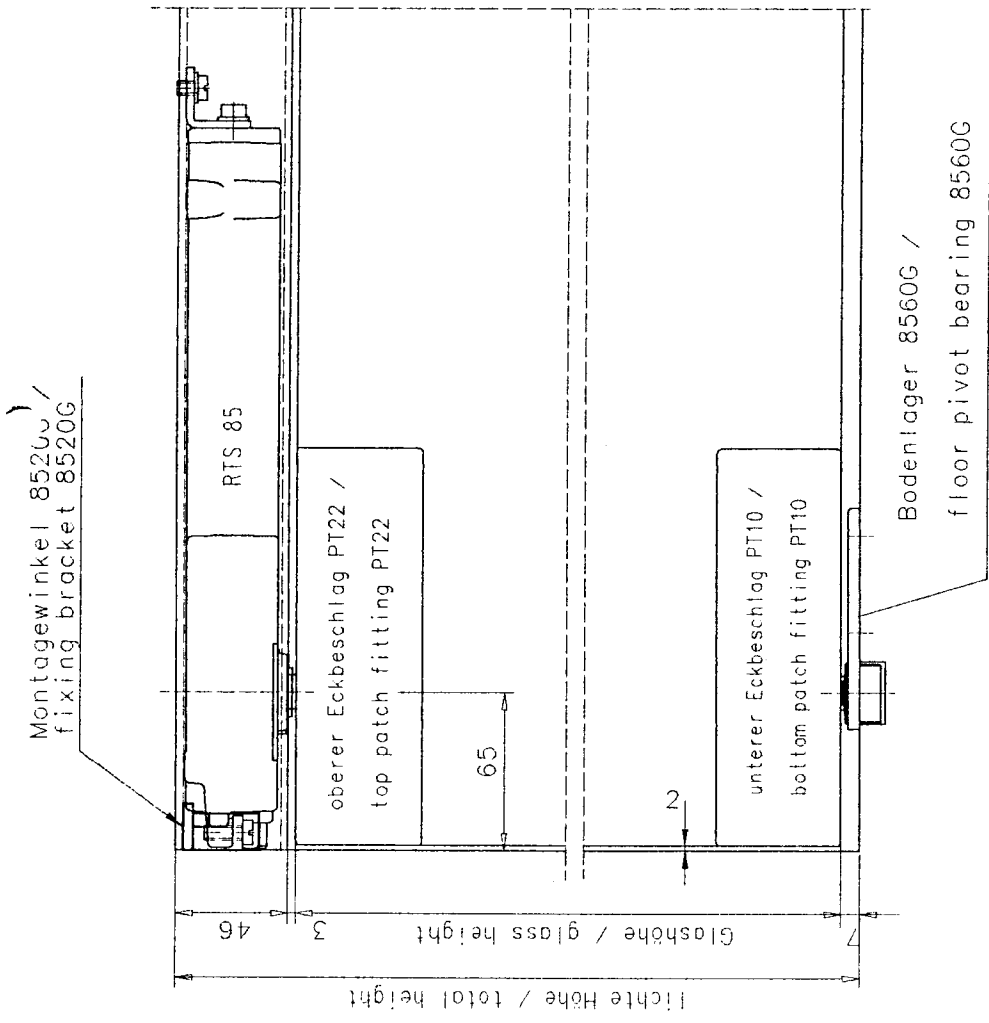 Montagewinkel
fixing bracket 8520G
RTS 85
oberer Eckbeschlag PT22 /
top patch fitting PT22
65
unterer Eckbeschlag PT10 /
bottom patch fitting PT10
2
Bodenlager 8560G /
floor pivot bearing 8560G
46
3
Glashöhe / glass height
7
lichte Höhe / total height